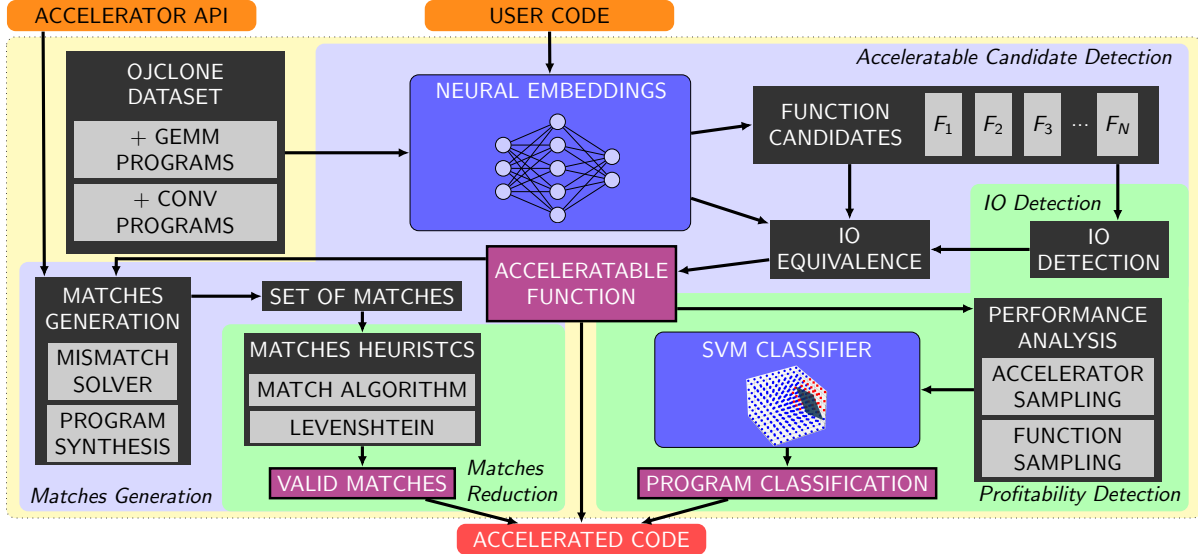 ACCELERATOR API
USER CODE
Acceleratable Candidate Detection
OJCLONE
DATASET
+ GEMM
PROGRAMS
+ CONV
PROGRAMS
NEURAL EMBEDDINGS
FUNCTION
CANDIDATES
F1 F2 F3 ... FN
IO Detection
IO
EQUIVALENCE
IO
DETECTION
ACCELERATABLE
FUNCTION
MATCHES
GENERATION
MISMATCH
SOLVER
PROGRAM
SYNTHESIS
Matches Generation
SET OF MATCHES
MATCHES HEURISTCS
MATCH ALGORITHM
LEVENSHTEIN
VALID MATCHES
Matches
Reduction
SVM CLASSIFIER
PROGRAM CLASSIFICATION
PERFORMANCE
ANALYSIS
ACCELERATOR
SAMPLING
FUNCTION
SAMPLING
Profitability Detection
ACCELERATED CODE